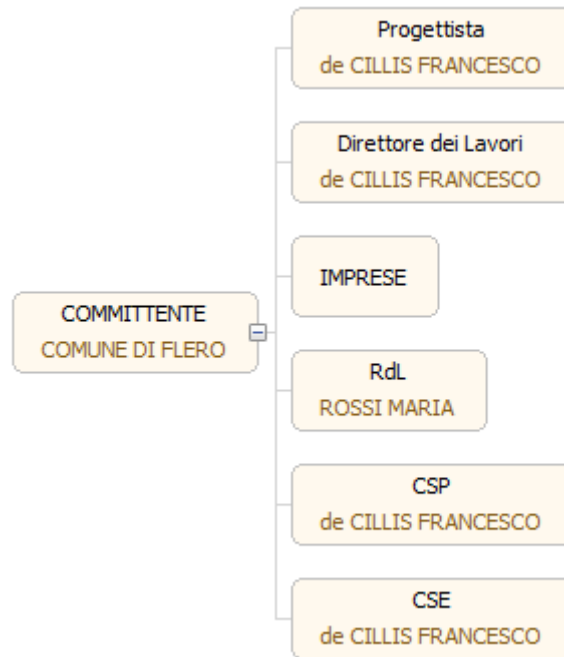 Progettista
de CILLIS FRANCESCO
Direttore dei Lavori
de CILLIS FRANCESCO
IMPRESE
COMMITTENTE
COMUNE DI FLERO
RdL
ROSSI MARIA
CSP
de CILLIS FRANCESCO
CSE
de CILLIS FRANCESCO